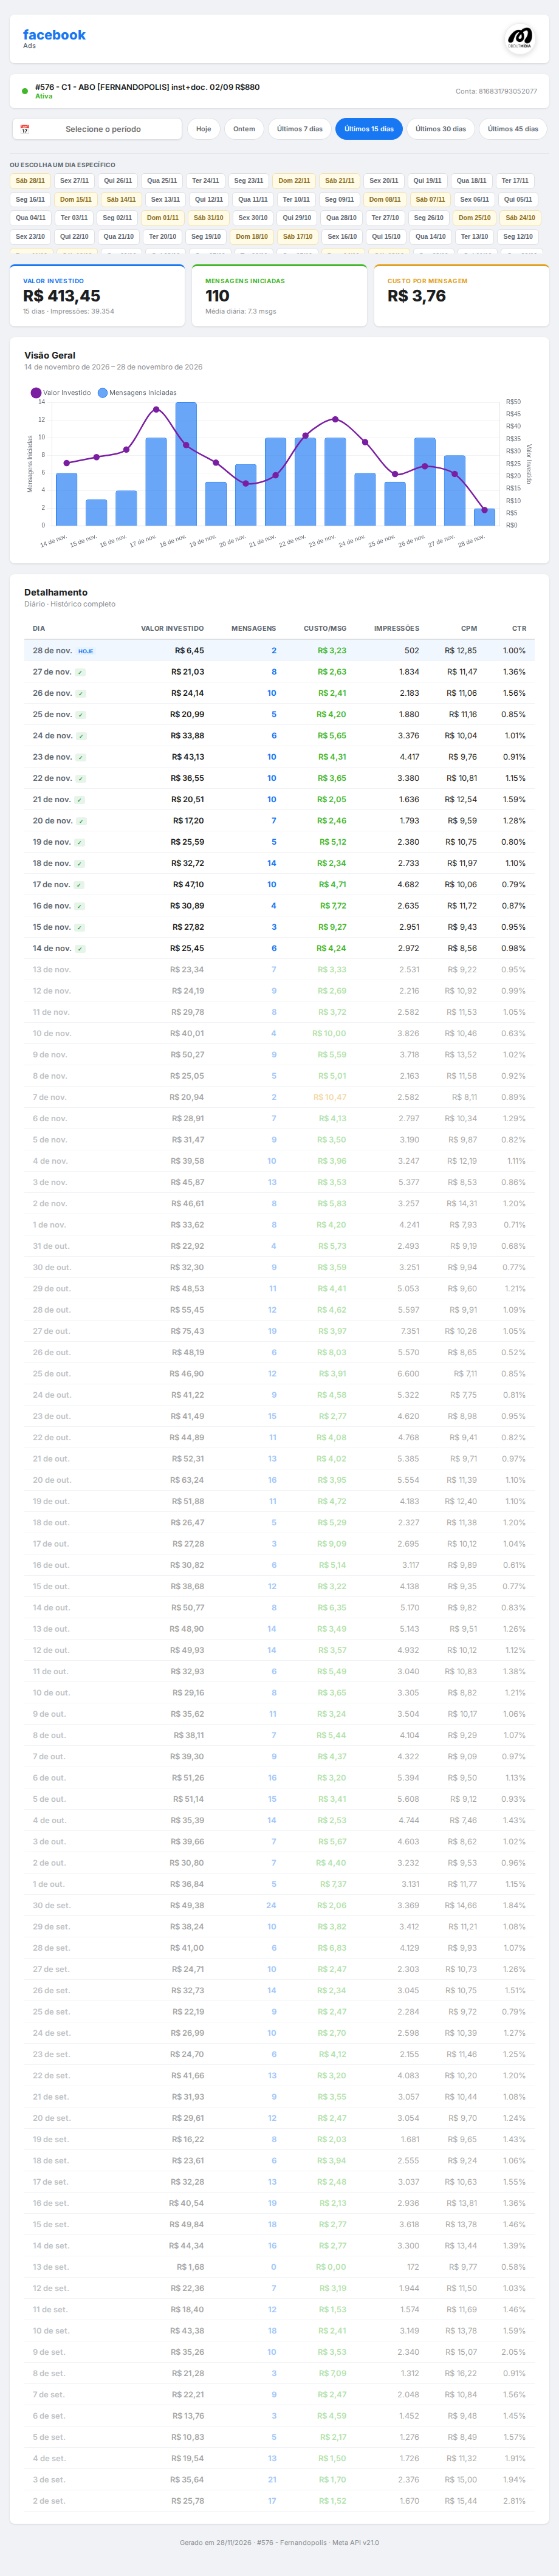 facebook
Ads
#576 - C1 - ABO [FERNANDOPOLIS] inst+doc. 02/09 R$880
Ativa
Conta: 816831793052077
Selecione o período
Hoje
Ontem
Últimos 7 dias
Últimos 15 dias
Últimos 30 dias
Últimos 45 dias
OU ESCOLHA UM DIA ESPECÍFICO
Sáb 28/11 Sex 27/11 Qui 26/11 Qua 25/11 Ter 24/11 Seg 23/11 Dom 22/11 Sáb 21/11 Sex 20/11 Qui 19/11 Qua 18/11 Ter 17/11
Seg 16/11 Dom 15/11 Sáb 14/11 Sex 13/11 Qui 12/11 Qua 11/11 Ter 10/11 Seg 09/11 Dom 08/11 Sáb 07/11 Sex 06/11 Qui 05/11
Qua 04/11 Ter 03/11 Seg 02/11 Dom 01/11 Sáb 31/10 Sex 30/10 Qui 29/10 Qua 28/10 Ter 27/10 Seg 26/10 Dom 25/10 Sáb 24/10
Sex 23/10 Qui 22/10 Qua 21/10 Ter 20/10 Seg 19/10 Dom 18/10 Sáb 17/10 Sex 16/10 Qui 15/10 Qua 14/10 Ter 13/10 Seg 12/10
VALOR INVESTIDO
R$ 413,45
15 dias · Impressões: 39.354
MENSAGENS INICIADAS
110
Média diária: 7.3 msgs
CUSTO POR MENSAGEM
R$ 3,76
Visão Geral
14 de novembro de 2026 – 28 de novembro de 2026
Valor Investido Mensagens Iniciadas
Mensagens Iniciadas
14
12
10
8
6
4
2
0
R$50
R$45
R$40
R$35
R$30
R$25
R$20
R$15
R$10
R$5
R$0
Valor Investido
14 de nov. 15 de nov. 16 de nov. 17 de nov. 18 de nov. 19 de nov. 20 de nov. 21 de nov. 22 de nov. 23 de nov. 24 de nov. 25 de nov. 26 de nov. 27 de nov. 28 de nov.
Detalhamento
Diário · Histórico completo
DIA VALOR INVESTIDO MENSAGENS CUSTO/MSG IMPRESSÕES CPM CTR
28 de nov. HOJE R$ 6,45 2 R$ 3,23 502 R$ 12,85 1.00%
27 de nov. ✓ R$ 21,03 8 R$ 2,63 1.834 R$ 11,47 1.36%
26 de nov. ✓ R$ 24,14 10 R$ 2,41 2.183 R$ 11,06 1.56%
25 de nov. ✓ R$ 20,99 5 R$ 4,20 1.880 R$ 11,16 0.85%
24 de nov. ✓ R$ 33,88 6 R$ 5,65 3.376 R$ 10,04 1.01%
23 de nov. ✓ R$ 43,13 10 R$ 4,31 4.417 R$ 9,76 0.91%
22 de nov. ✓ R$ 36,55 10 R$ 3,65 3.380 R$ 10,81 1.15%
21 de nov. ✓ R$ 20,51 10 R$ 2,05 1.636 R$ 12,54 1.59%
20 de nov. ✓ R$ 17,20 7 R$ 2,46 1.793 R$ 9,59 1.28%
19 de nov. ✓ R$ 25,59 5 R$ 5,12 2.380 R$ 10,75 0.80%
18 de nov. ✓ R$ 32,72 14 R$ 2,34 2.733 R$ 11,97 1.10%
17 de nov. ✓ R$ 47,10 10 R$ 4,71 4.682 R$ 10,06 0.79%
16 de nov. ✓ R$ 30,89 4 R$ 7,72 2.635 R$ 11,72 0.87%
15 de nov. ✓ R$ 27,82 3 R$ 9,27 2.951 R$ 9,43 0.95%
14 de nov. ✓ R$ 25,45 6 R$ 4,24 2.972 R$ 8,56 0.98%
13 de nov. R$ 23,34 7 R$ 3,33 2.531 R$ 9,22 0.95%
12 de nov. R$ 24,19 9 R$ 2,69 2.216 R$ 10,92 0.99%
11 de nov. R$ 29,78 8 R$ 3,72 2.582 R$ 11,53 1.05%
10 de nov. R$ 40,01 4 R$ 10,00 3.826 R$ 10,46 0.63%
9 de nov. R$ 50,27 9 R$ 5,59 3.718 R$ 13,52 1.02%
8 de nov. R$ 25,05 5 R$ 5,01 2.163 R$ 11,58 0.92%
7 de nov. R$ 20,94 2 R$ 10,47 2.582 R$ 8,11 0.89%
6 de nov. R$ 28,91 7 R$ 4,13 2.797 R$ 10,34 1.29%
5 de nov. R$ 31,47 9 R$ 3,50 3.190 R$ 9,87 0.82%
4 de nov. R$ 39,58 10 R$ 3,96 3.247 R$ 12,19 1.11%
3 de nov. R$ 45,87 13 R$ 3,53 5.377 R$ 8,53 0.86%
2 de nov. R$ 46,61 8 R$ 5,83 3.257 R$ 14,31 1.20%
1 de nov. R$ 33,62 8 R$ 4,20 4.241 R$ 7,93 0.71%
31 de out. R$ 22,92 4 R$ 5,73 2.493 R$ 9,19 0.68%
30 de out. R$ 32,30 9 R$ 3,59 3.251 R$ 9,94 0.77%
29 de out. R$ 48,53 11 R$ 4,41 5.053 R$ 9,60 1.21%
28 de out. R$ 55,45 12 R$ 4,62 5.597 R$ 9,91 1.09%
27 de out. R$ 75,43 19 R$ 3,97 7.351 R$ 10,26 1.05%
26 de out. R$ 48,19 6 R$ 8,03 5.570 R$ 8,65 0.52%
25 de out. R$ 46,90 12 R$ 3,91 6.600 R$ 7,11 0.85%
24 de out. R$ 41,22 9 R$ 4,58 5.322 R$ 7,75 0.81%
23 de out. R$ 41,49 15 R$ 2,77 4.620 R$ 8,98 0.95%
22 de out. R$ 44,89 11 R$ 4,08 4.768 R$ 9,41 0.82%
21 de out. R$ 52,31 13 R$ 4,02 5.385 R$ 9,71 0.97%
20 de out. R$ 63,24 16 R$ 3,95 5.554 R$ 11,39 1.10%
19 de out. R$ 51,88 11 R$ 4,72 4.183 R$ 12,40 1.10%
18 de out. R$ 26,47 5 R$ 5,29 2.327 R$ 11,38 1.20%
17 de out. R$ 27,28 3 R$ 9,09 2.695 R$ 10,12 1.04%
16 de out. R$ 30,82 6 R$ 5,14 3.117 R$ 9,89 0.61%
15 de out. R$ 38,68 12 R$ 3,22 4.138 R$ 9,35 0.77%
14 de out. R$ 50,77 8 R$ 6,35 5.170 R$ 9,82 0.83%
13 de out. R$ 48,90 14 R$ 3,49 5.143 R$ 9,51 1.26%
12 de out. R$ 49,93 14 R$ 3,57 4.932 R$ 10,12 1.12%
11 de out. R$ 32,93 6 R$ 5,49 3.040 R$ 10,83 1.38%
10 de out. R$ 29,16 8 R$ 3,65 3.305 R$ 8,82 1.21%
9 de out. R$ 35,62 11 R$ 3,24 3.504 R$ 10,17 1.06%
8 de out. R$ 38,11 7 R$ 5,44 4.104 R$ 9,29 1.07%
7 de out. R$ 39,30 9 R$ 4,37 4.322 R$ 9,09 0.97%
6 de out. R$ 51,26 16 R$ 3,20 5.394 R$ 9,50 1.13%
5 de out. R$ 51,14 15 R$ 3,41 5.608 R$ 9,12 0.93%
4 de out. R$ 35,39 14 R$ 2,53 4.744 R$ 7,46 1.43%
3 de out. R$ 39,66 7 R$ 5,67 4.603 R$ 8,62 1.02%
2 de out. R$ 30,80 7 R$ 4,40 3.232 R$ 9,53 0.96%
1 de out. R$ 36,84 5 R$ 7,37 3.131 R$ 11,77 1.15%
30 de set. R$ 49,38 24 R$ 2,06 3.369 R$ 14,66 1.84%
29 de set. R$ 38,24 10 R$ 3,82 3.412 R$ 11,21 1.08%
28 de set. R$ 41,00 6 R$ 6,83 4.129 R$ 9,93 1.07%
27 de set. R$ 24,71 10 R$ 2,47 2.303 R$ 10,73 1.26%
26 de set. R$ 32,73 14 R$ 2,34 3.045 R$ 10,75 1.51%
25 de set. R$ 22,19 9 R$ 2,47 2.284 R$ 9,72 0.79%
24 de set. R$ 26,99 10 R$ 2,70 2.598 R$ 10,39 1.27%
23 de set. R$ 24,70 6 R$ 4,12 2.155 R$ 11,46 1.25%
22 de set. R$ 41,66 13 R$ 3,20 4.083 R$ 10,20 1.20%
21 de set. R$ 31,93 9 R$ 3,55 3.057 R$ 10,44 1.08%
20 de set. R$ 29,61 12 R$ 2,47 3.054 R$ 9,70 1.24%
19 de set. R$ 16,22 8 R$ 2,03 1.681 R$ 9,65 1.43%
18 de set. R$ 23,61 6 R$ 3,94 2.555 R$ 9,24 1.06%
17 de set. R$ 32,28 13 R$ 2,48 3.037 R$ 10,63 1.55%
16 de set. R$ 40,54 19 R$ 2,13 2.936 R$ 13,81 1.36%
15 de set. R$ 49,84 18 R$ 2,77 3.618 R$ 13,78 1.46%
14 de set. R$ 44,34 16 R$ 2,77 3.300 R$ 13,44 1.39%
13 de set. R$ 1,68 0 R$ 0,00 172 R$ 9,77 0.58%
12 de set. R$ 22,36 7 R$ 3,19 1.944 R$ 11,50 1.03%
11 de set. R$ 18,40 12 R$ 1,53 1.574 R$ 11,69 1.46%
10 de set. R$ 43,38 18 R$ 2,41 3.149 R$ 13,78 1.59%
9 de set. R$ 35,26 10 R$ 3,53 2.340 R$ 15,07 2.05%
8 de set. R$ 21,28 3 R$ 7,09 1.312 R$ 16,22 0.91%
7 de set. R$ 22,21 9 R$ 2,47 2.048 R$ 10,84 1.56%
6 de set. R$ 13,76 3 R$ 4,59 1.452 R$ 9,48 1.45%
5 de set. R$ 10,83 5 R$ 2,17 1.276 R$ 8,49 1.57%
4 de set. R$ 19,54 13 R$ 1,50 1.726 R$ 11,32 1.91%
3 de set. R$ 35,64 21 R$ 1,70 2.376 R$ 15,00 1.94%
2 de set. R$ 25,78 17 R$ 1,52 1.670 R$ 15,44 2.81%
Gerado em 28/11/2026 · #576 - Fernandopolis · Meta API v21.0